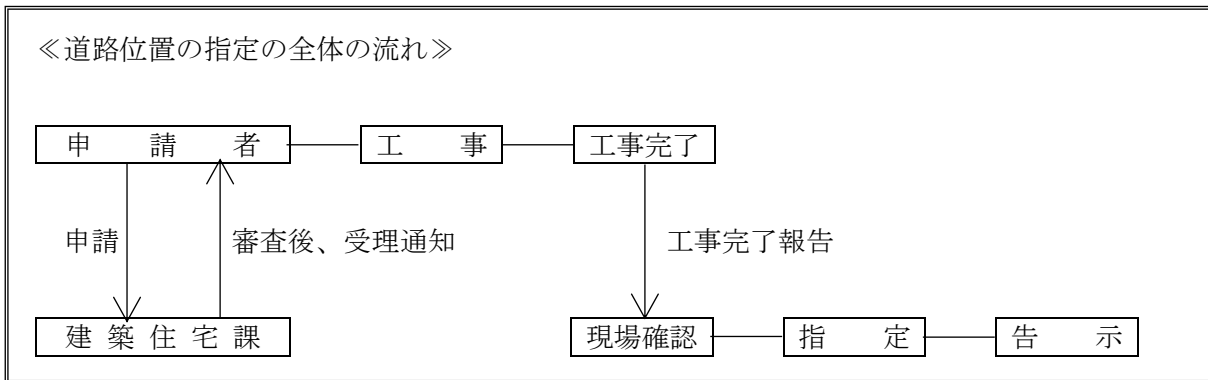 ≪道路位置の指定の全体の流れ≫
申請者 工事 工事完了
申請 審査後、受理通知 工事完了報告
建築住宅課 現場確認 指定 告示